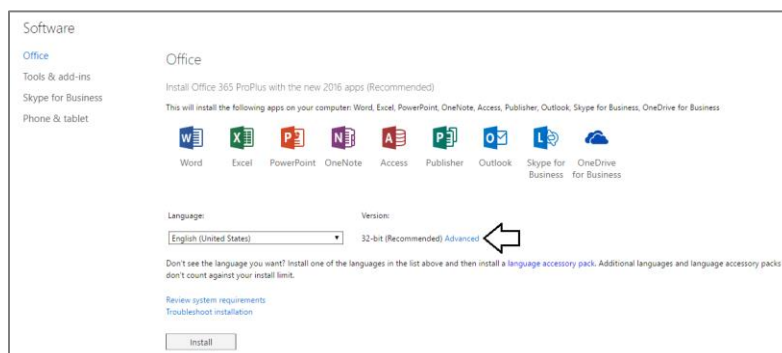 Software
Office
Tools & add-ins
Skype for Business
Phone & tablet
Office
Install Office 365 ProPlus with the new 2016 apps (Recommended)
This will install the following apps on your computer: Word, Excel, PowerPoint, OneNote, Access, Publisher, Outlook, Skype for Business, OneDrive for Business
Word Excel PowerPoint OneNote Access Publisher Outlook Skype for Business OneDrive for Business
Language: Version:
English (United States) 32-bit (Recommended) Advanced
Don't see the language you want? Install one of the languages in the list above and then install a language accessory pack. Additional languages and language accessory packs
don't count against your install limit.
Review system requirements
Troubleshoot installation
Install